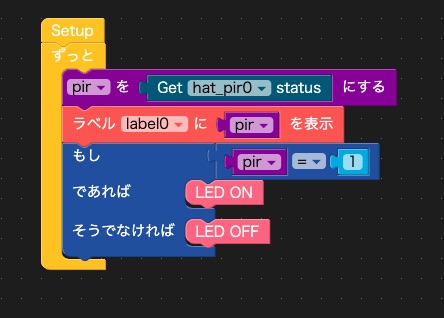 Setup
ずっと
pir を Get hat_pir0 status にする
ラベル label0 に pir を表示
もし pir = 1
であれば LED ON
そうでなければ LED OFF